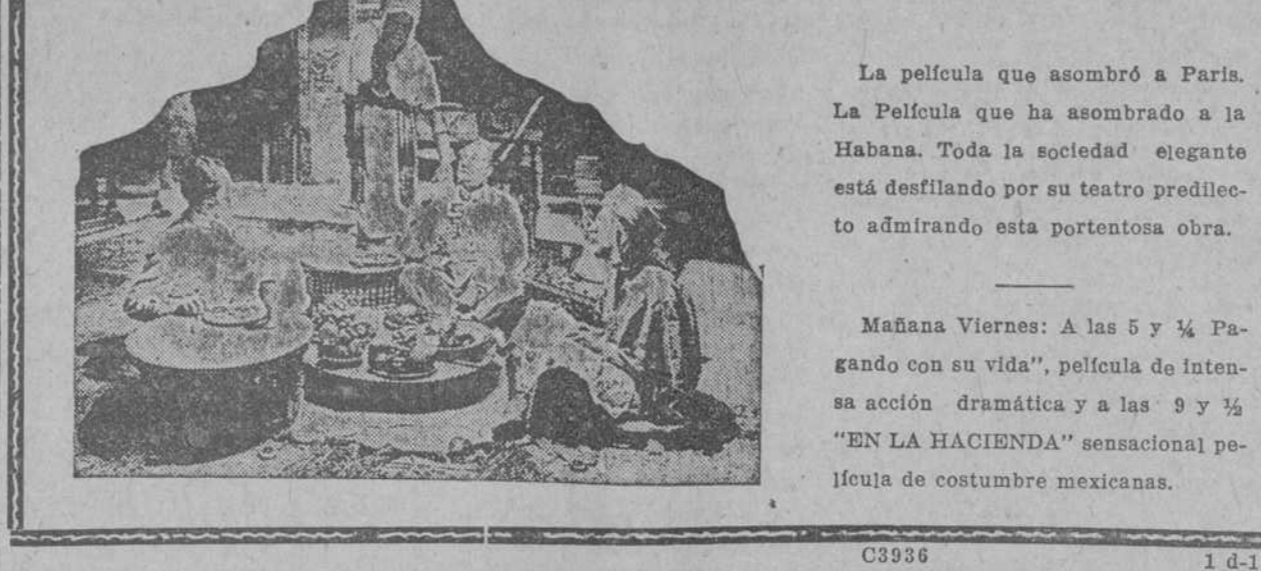 La película que asombró a Paris.
La Película que ha asombrado a la
Habana. Toda la sociedad elegante
está desfilando por su teatro predilec-
to admirando esta portentosa obra.
Mañana Viernes: A las 5 y ¼ Pa-
gando con su vida", película de inten-
sa acción dramática y a las 9 y ½
"EN LA HACIENDA" sensacional pe-
lícula de costumbre mexicanas.
C3936 1 d-1